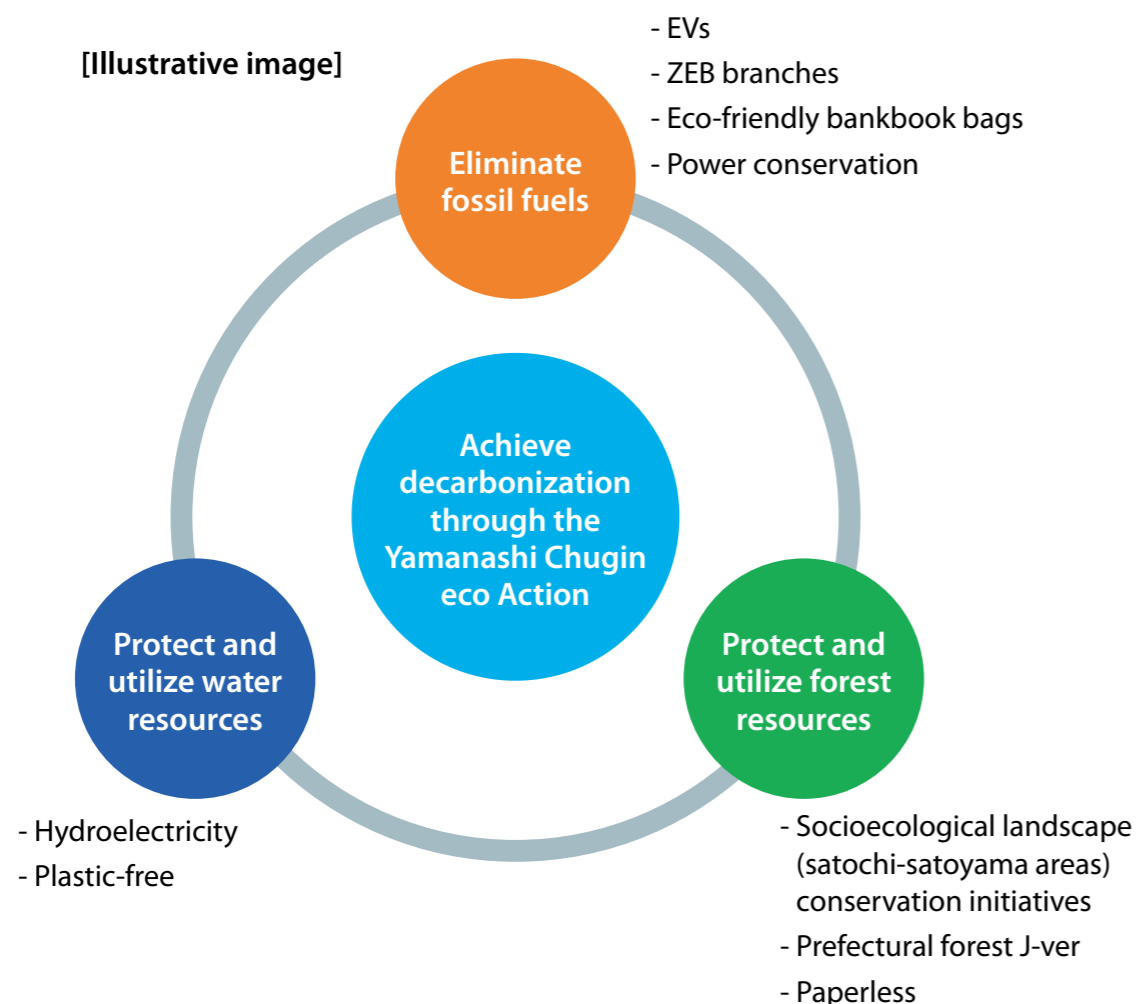 [Illustrative image]
- EVs
- ZEB branches
- Eco-friendly bankbook bags
- Power conservation
Eliminate
fossil fuels
Achieve
decarbonization
through the
Yamanashi Chugin
eco Action
Protect and
utilize water
resources
- Hydroelectricity
- Plastic-free
Protect and
utilize forest
resources
- Socioecological landscape
(satochi-satoyama areas)
conservation initiatives
- Prefectural forest J-ver
- Paperless